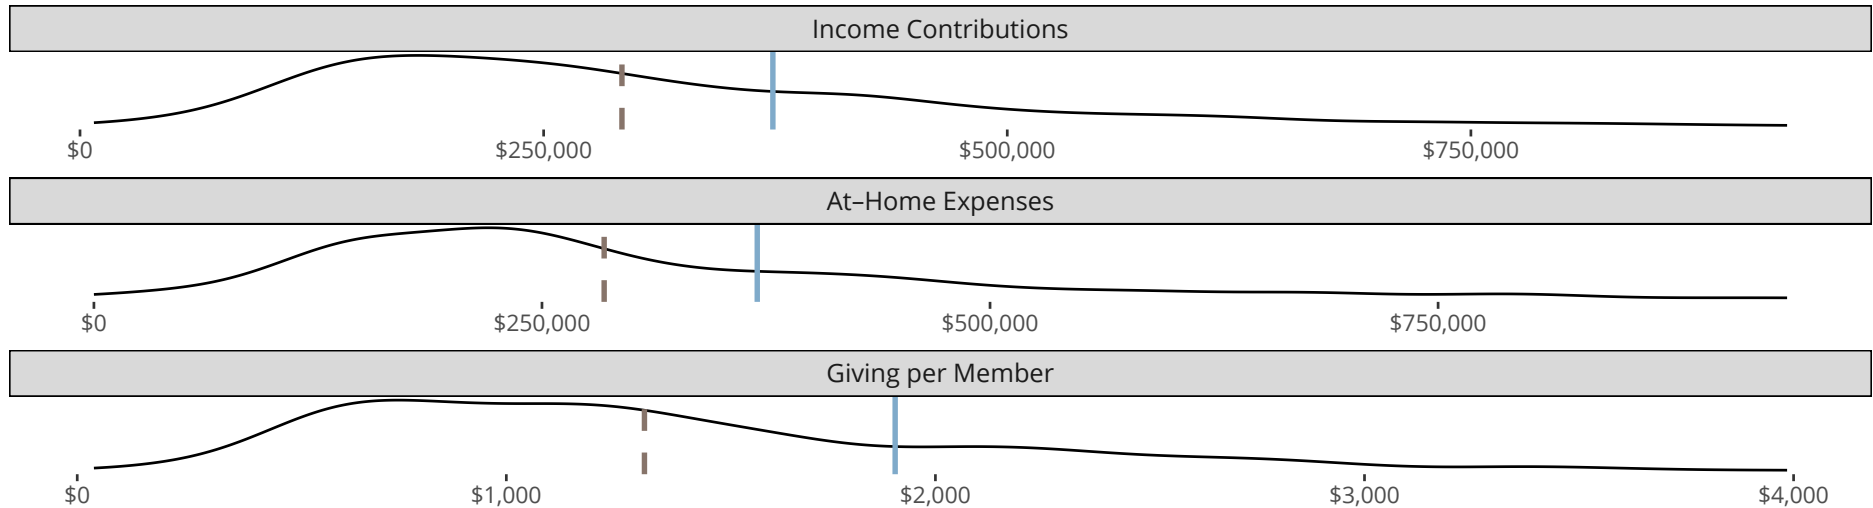 Income Contributions
$0 $250,000 $500,000 $750,000
At–Home Expenses
$0 $250,000 $500,000 $750,000
Giving per Member
$0 $1,000 $2,000 $3,000 $4,000